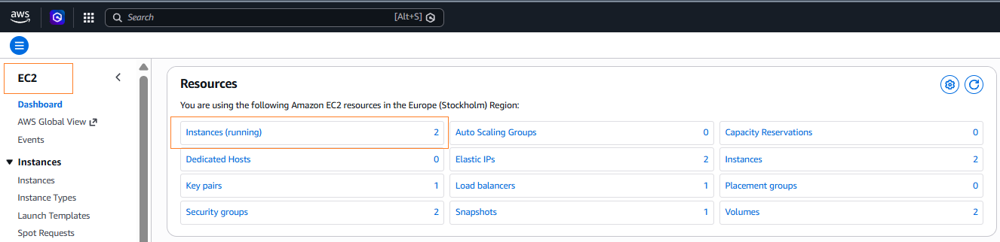 aws
Search [Alt+S]
EC2
Dashboard
AWS Global View
Events
Instances
Instances
Instance Types
Launch Templates
Spot Requests
Resources
You are using the following Amazon EC2 resources in the Europe (Stockholm) Region:
Instances (running) 2 Auto Scaling Groups 0 Capacity Reservations 0
Dedicated Hosts 0 Elastic IPs 2 Instances 2
Key pairs 1 Load balancers 1 Placement groups 0
Security groups 2 Snapshots 1 Volumes 2